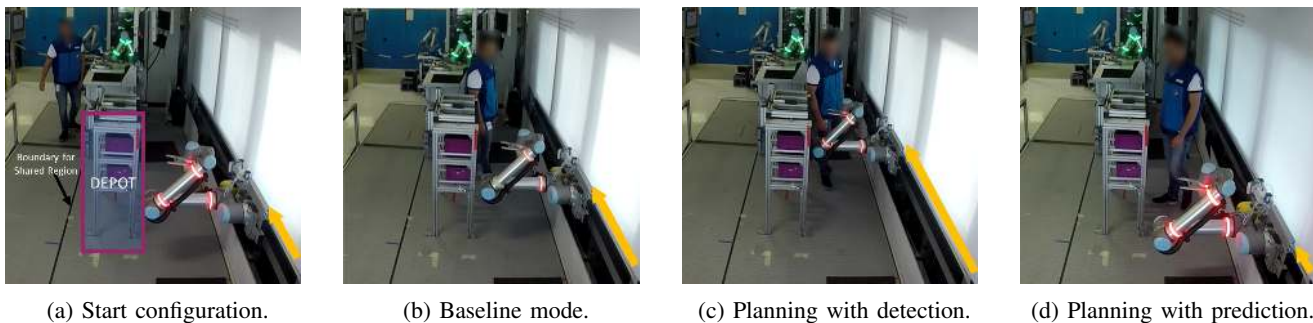 Boundary for
Shared Region
DEPOT
(a) Start configuration.
(b) Baseline mode.
(c) Planning with detection.
(d) Planning with prediction.